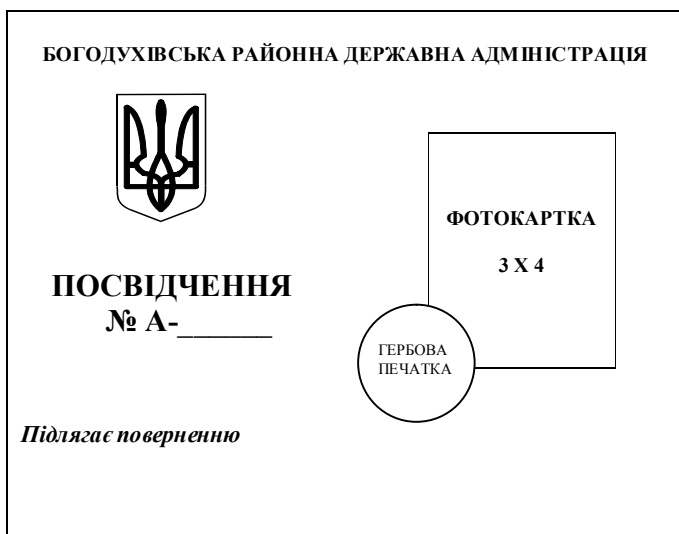 БОГОДУХІВСЬКА РАЙОННА ДЕРЖАВНА АДМІНІСТРАЦІЯ
ФОТОКАРТКА
3 Х 4
ПОСВІДЧЕННЯ
№ А-______
ГЕРБОВА
ПЕЧАТКА
Підлягає поверненню